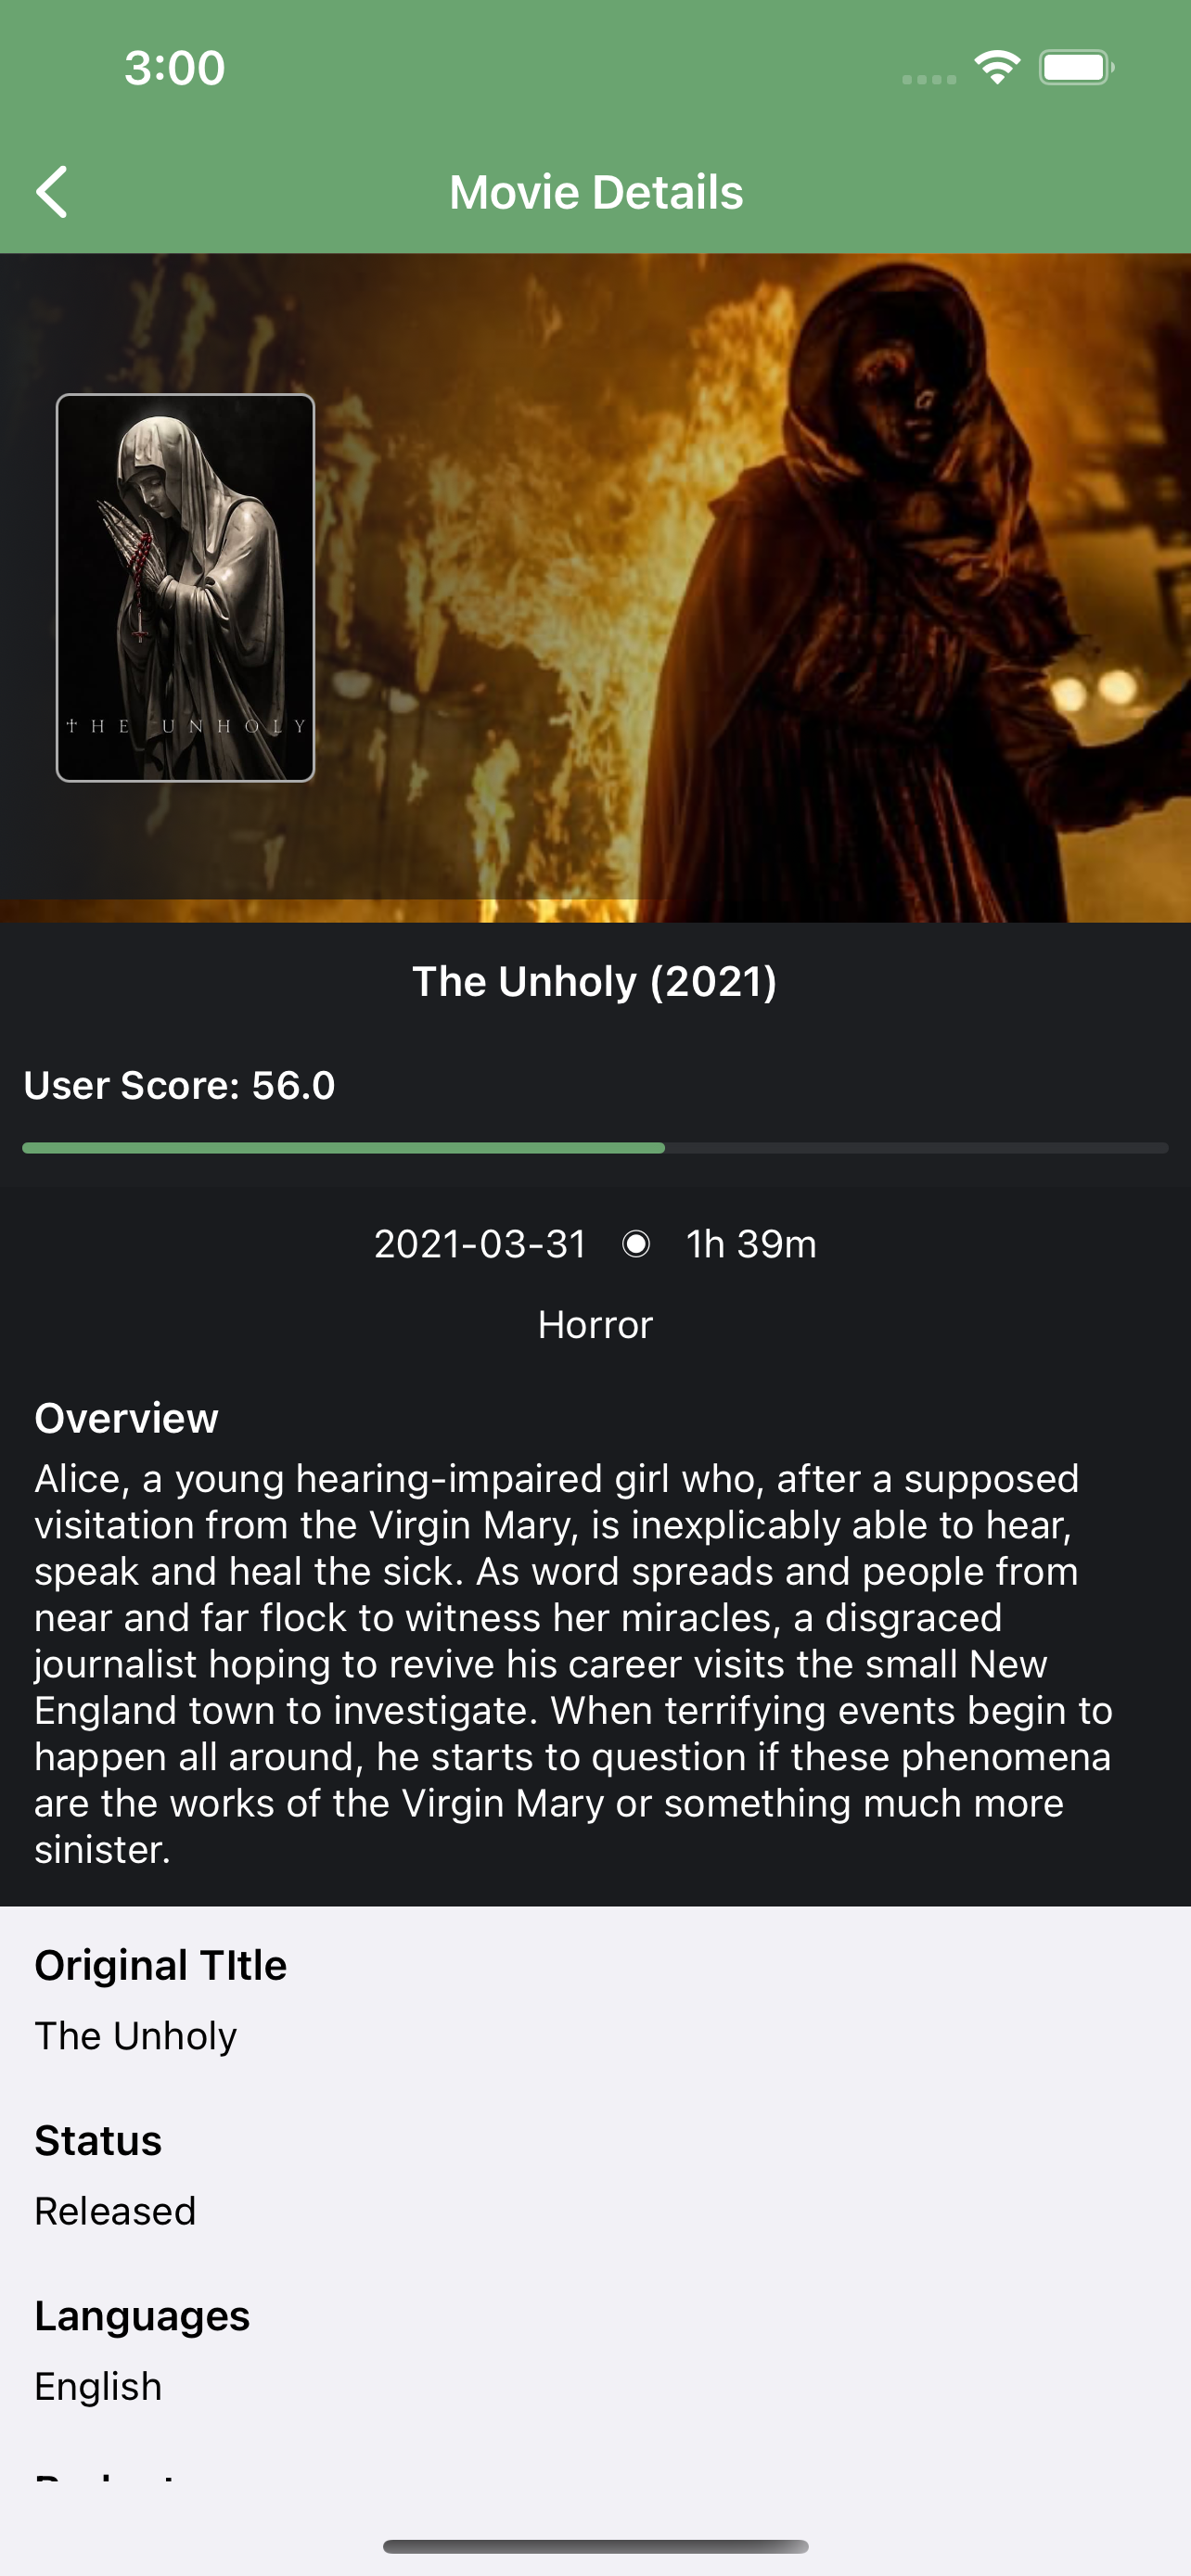 3:00
Movie Details
THE UNHOLY
The Unholy (2021)
User Score: 56.0
2021-03-31 ◉ 1h 39m
Horror
Overview
Alice, a young hearing-impaired girl who, after a supposed
visitation from the Virgin Mary, is inexplicably able to hear,
speak and heal the sick. As word spreads and people from
near and far flock to witness her miracles, a disgraced
journalist hoping to revive his career visits the small New
England town to investigate. When terrifying events begin to
happen all around, he starts to question if these phenomena
are the works of the Virgin Mary or something much more
sinister.
Original TItle
The Unholy
Status
Released
Languages
English